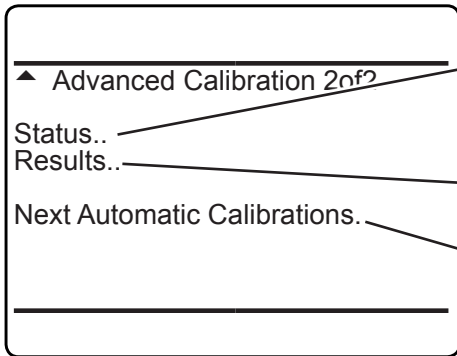 Advanced Calibration 2of2
Status..
Results..
Next Automatic Calibrations.